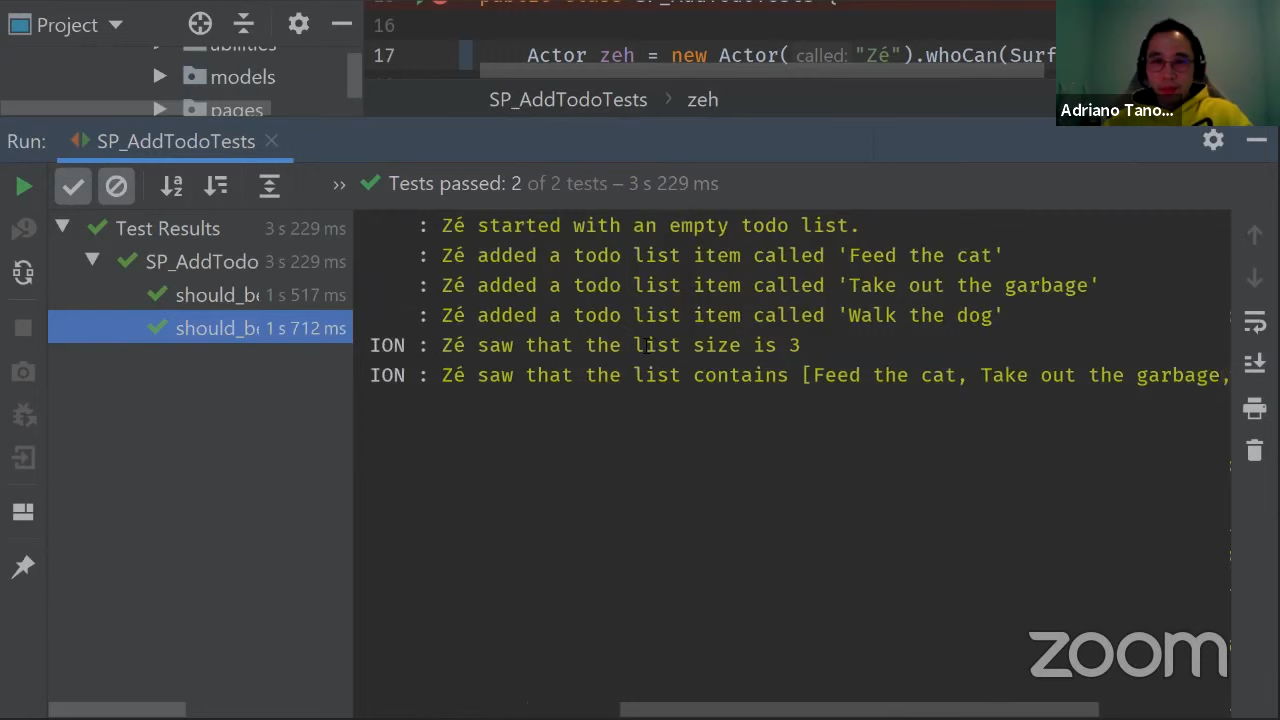 Project
16
17 Actor zeh = new Actor( called: "Zé").whoCan(Surf
models
SP_AddTodoTests > zeh
pages
Adriano Tano...
Run: SP_AddTodoTests
>> Tests passed: 2 of 2 tests – 3 s 229 ms
Test Results 3 s 229 ms
SP_AddTodo 3 s 229 ms
should_be 1 s 517 ms
should_be 1 s 712 ms
: Zé started with an empty todo list.
: Zé added a todo list item called 'Feed the cat'
: Zé added a todo list item called 'Take out the garbage'
: Zé added a todo list item called 'Walk the dog'
ION : Zé saw that the list size is 3
ION : Zé saw that the list contains [Feed the cat, Take out the garbage,
zoom